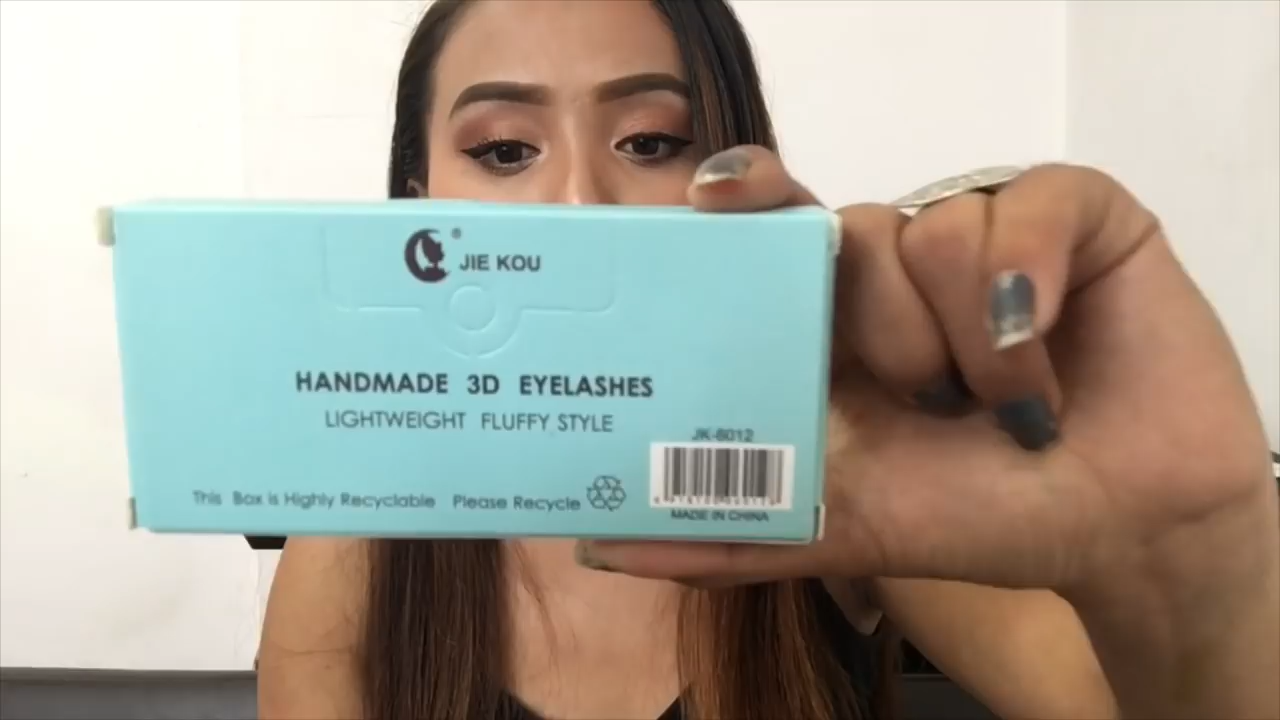 ® JIE KOU
HANDMADE 3D EYELASHES
LIGHTWEIGHT FLUFFY STYLE
JK-8012
This Box is Highly Recyclable Please Recycle
MADE IN CHINA